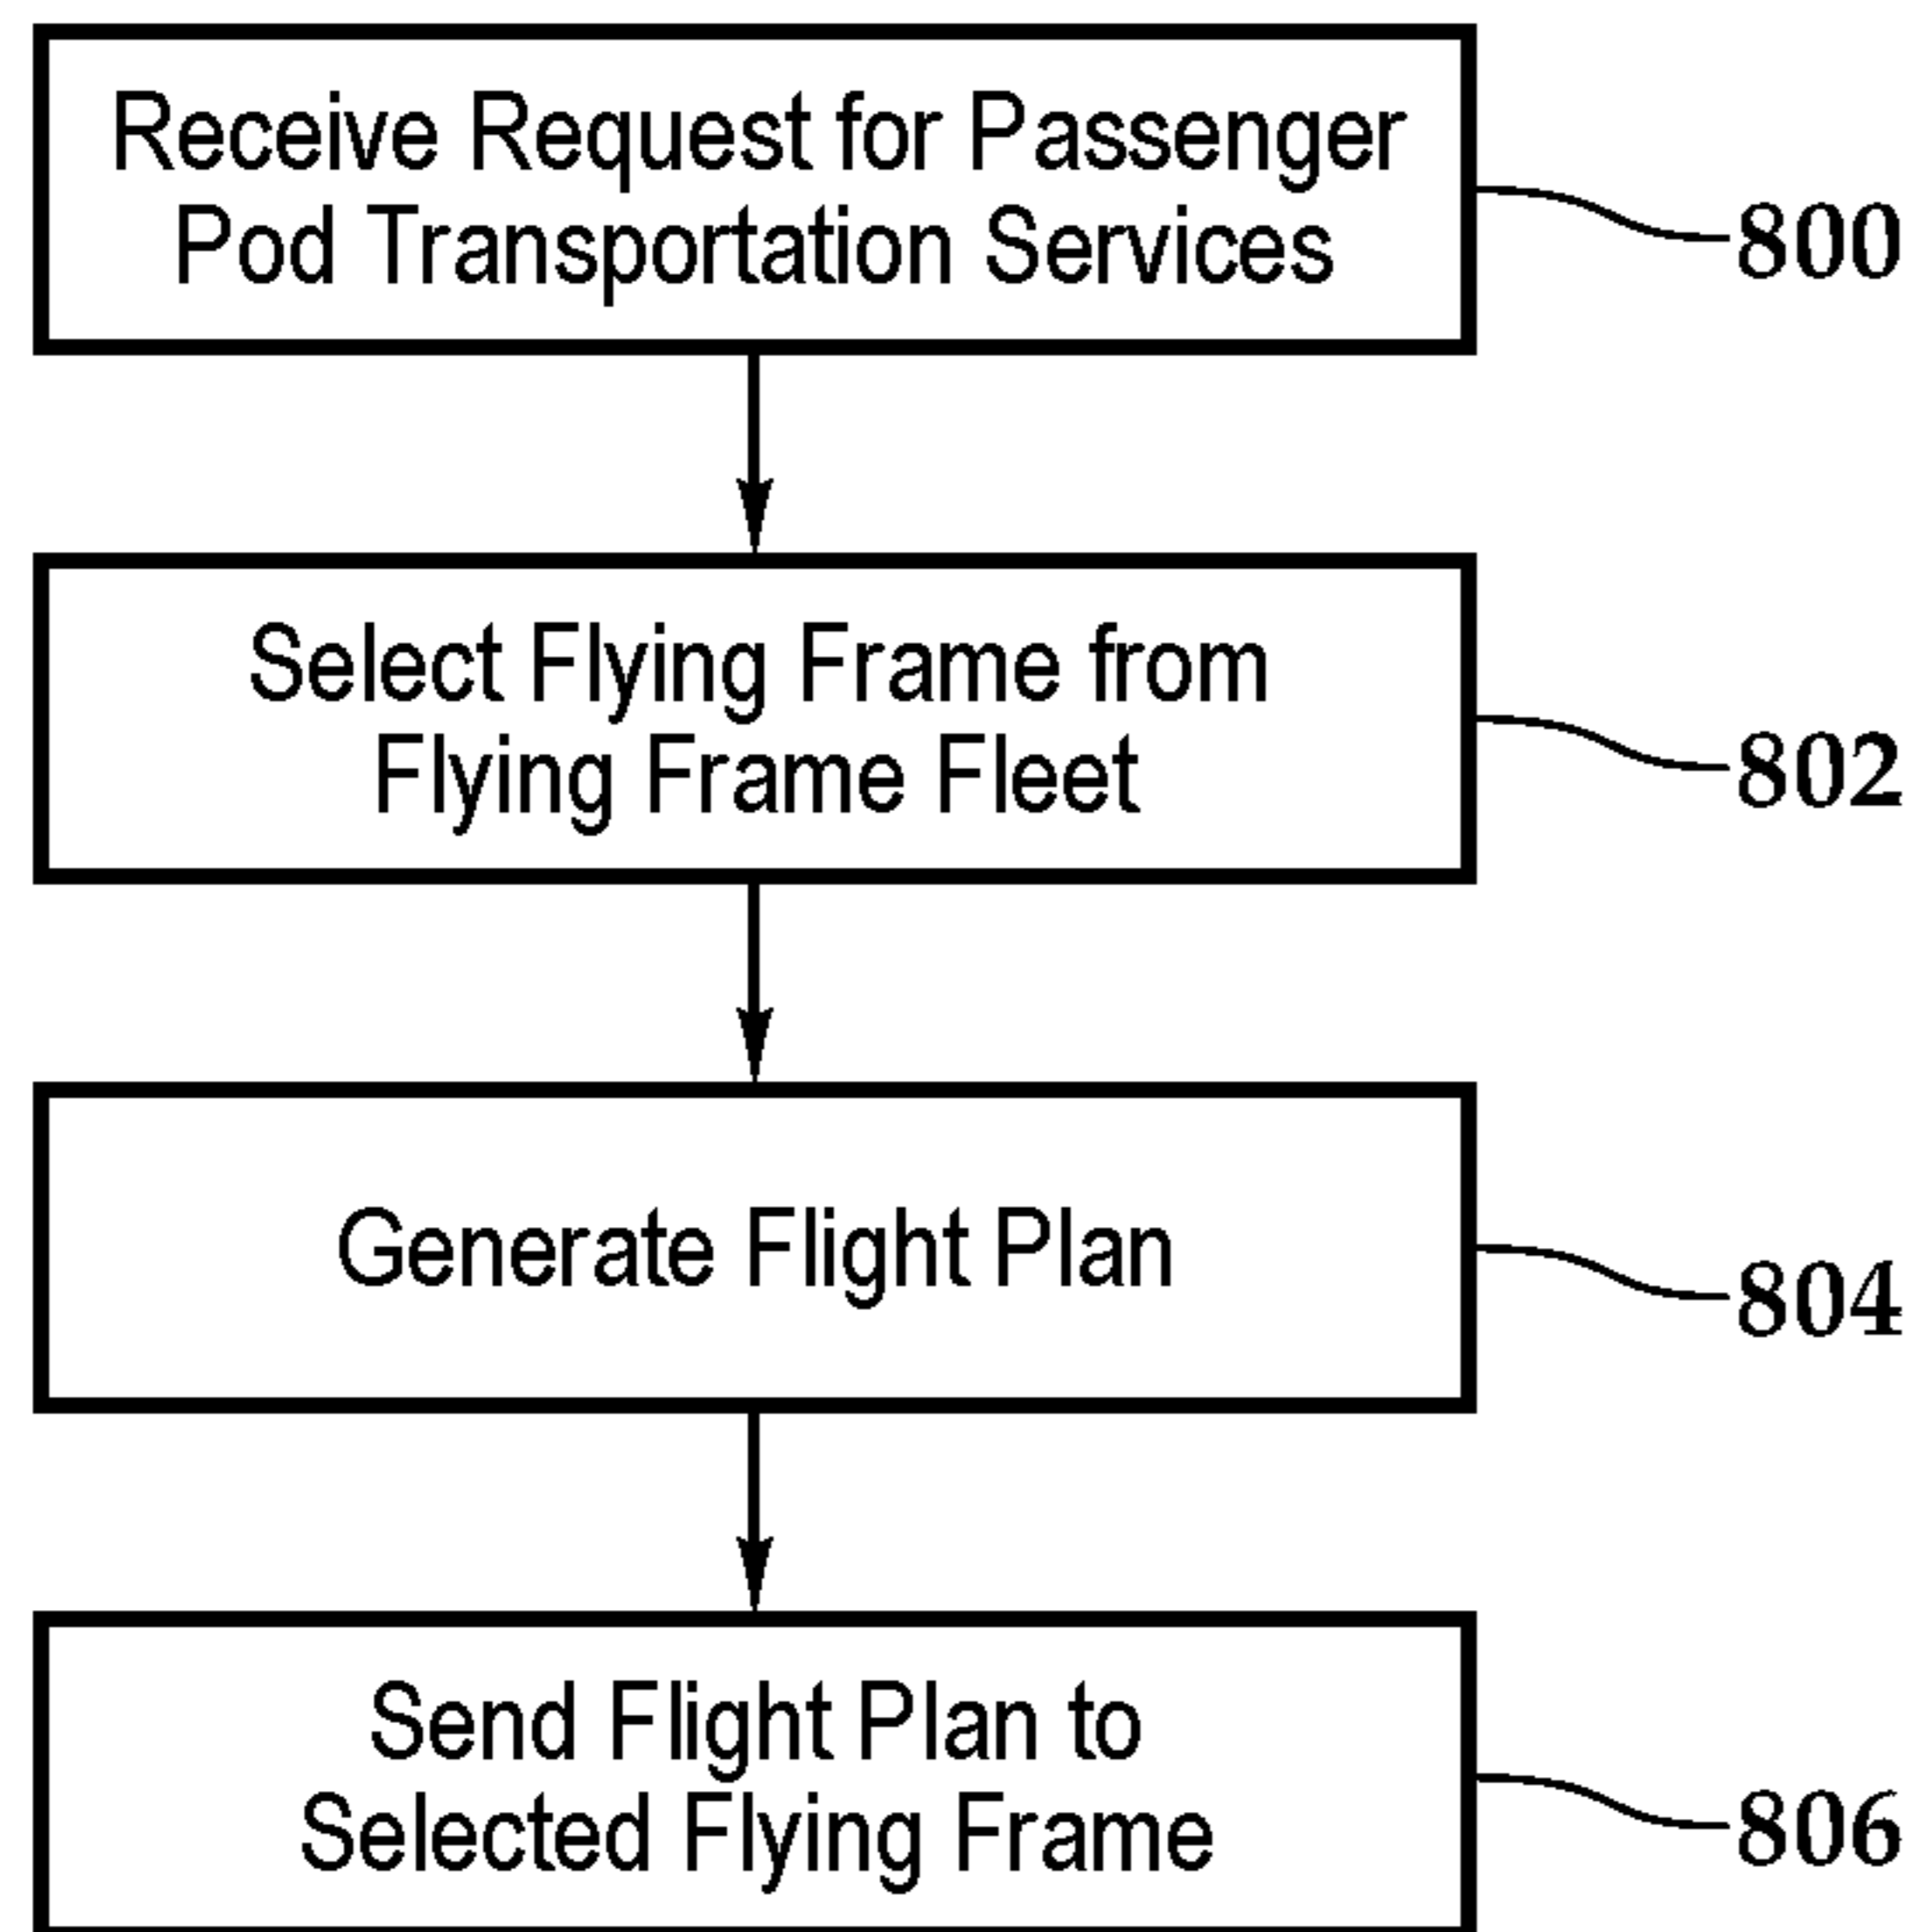 Receive Request for Passenger
Pod Transportation Services
800
Select Flying Frame from
Flying Frame Fleet
802
Generate Flight Plan
804
Send Flight Plan to
Selected Flying Frame
806